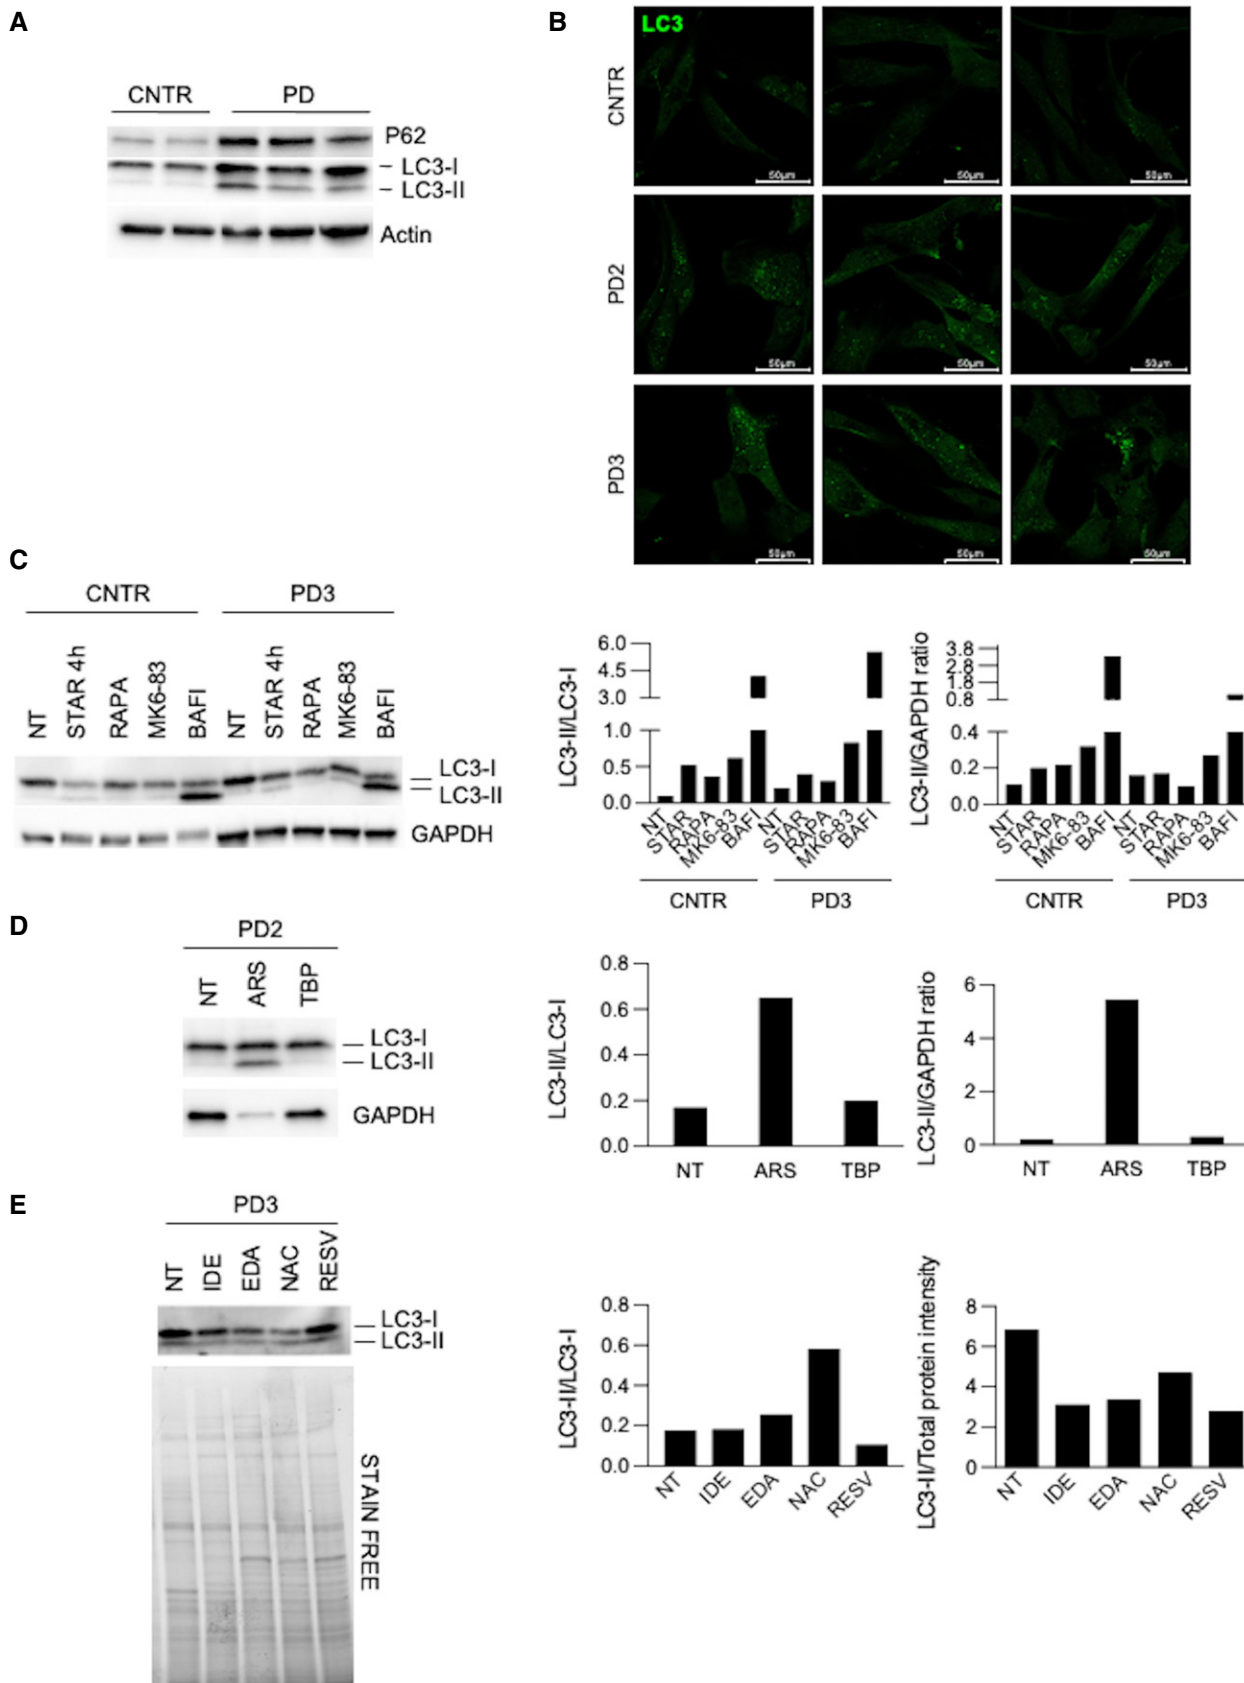 A
CNTR PD
P62
LC3-I
LC3-II
Actin
B
LC3
CNTR
50µm 50µm 50µm
PD2
50µm 50µm 50µm
PD3
50µm 50µm 50µm
C
CNTR PD3
NT STAR 4h RAPA MK6-83 BAFI NT STAR 4h RAPA MK6-83 BAFI
LC3-I
LC3-II
GAPDH
LC3-II/LC3-I
6.0
4.5
3.0
1.0
0.5
0.0
NT STAR RAPA MK6-83 BAFI NT STAR RAPA MK6-83 BAFI
CNTR PD3
LC3-II/GAPDH ratio
3.8
2.8
1.8
0.8
0.4
0.2
0.0
NT STAR RAPA MK6-83 BAFI NT STAR RAPA MK6-83 BAFI
CNTR PD3
D
PD2
NT ARS TBP
LC3-I
LC3-II
GAPDH
LC3-II/LC3-I
0.8
0.6
0.4
0.2
0.0
NT ARS TBP
LC3-II/GAPDH ratio
6
4
2
0
NT ARS TBP
E
PD3
NT IDE EDA NAC RESV
LC3-I
LC3-II
STAIN FREE
LC3-II/LC3-I
0.8
0.6
0.4
0.2
0.0
NT IDE EDA NAC RESV
LC3-II/Total protein intensity
8
6
4
2
0
NT IDE EDA NAC RESV